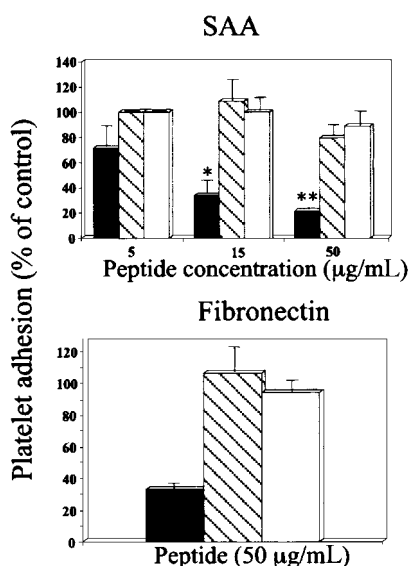 SAA
Platelet adhesion (% of control)
140
120
100
80
60
40
20
0
*
**
5 15 50
Peptide concentration (µg/mL)
Fibronectin
120
100
80
60
40
20
0
Peptide (50 µg/mL)